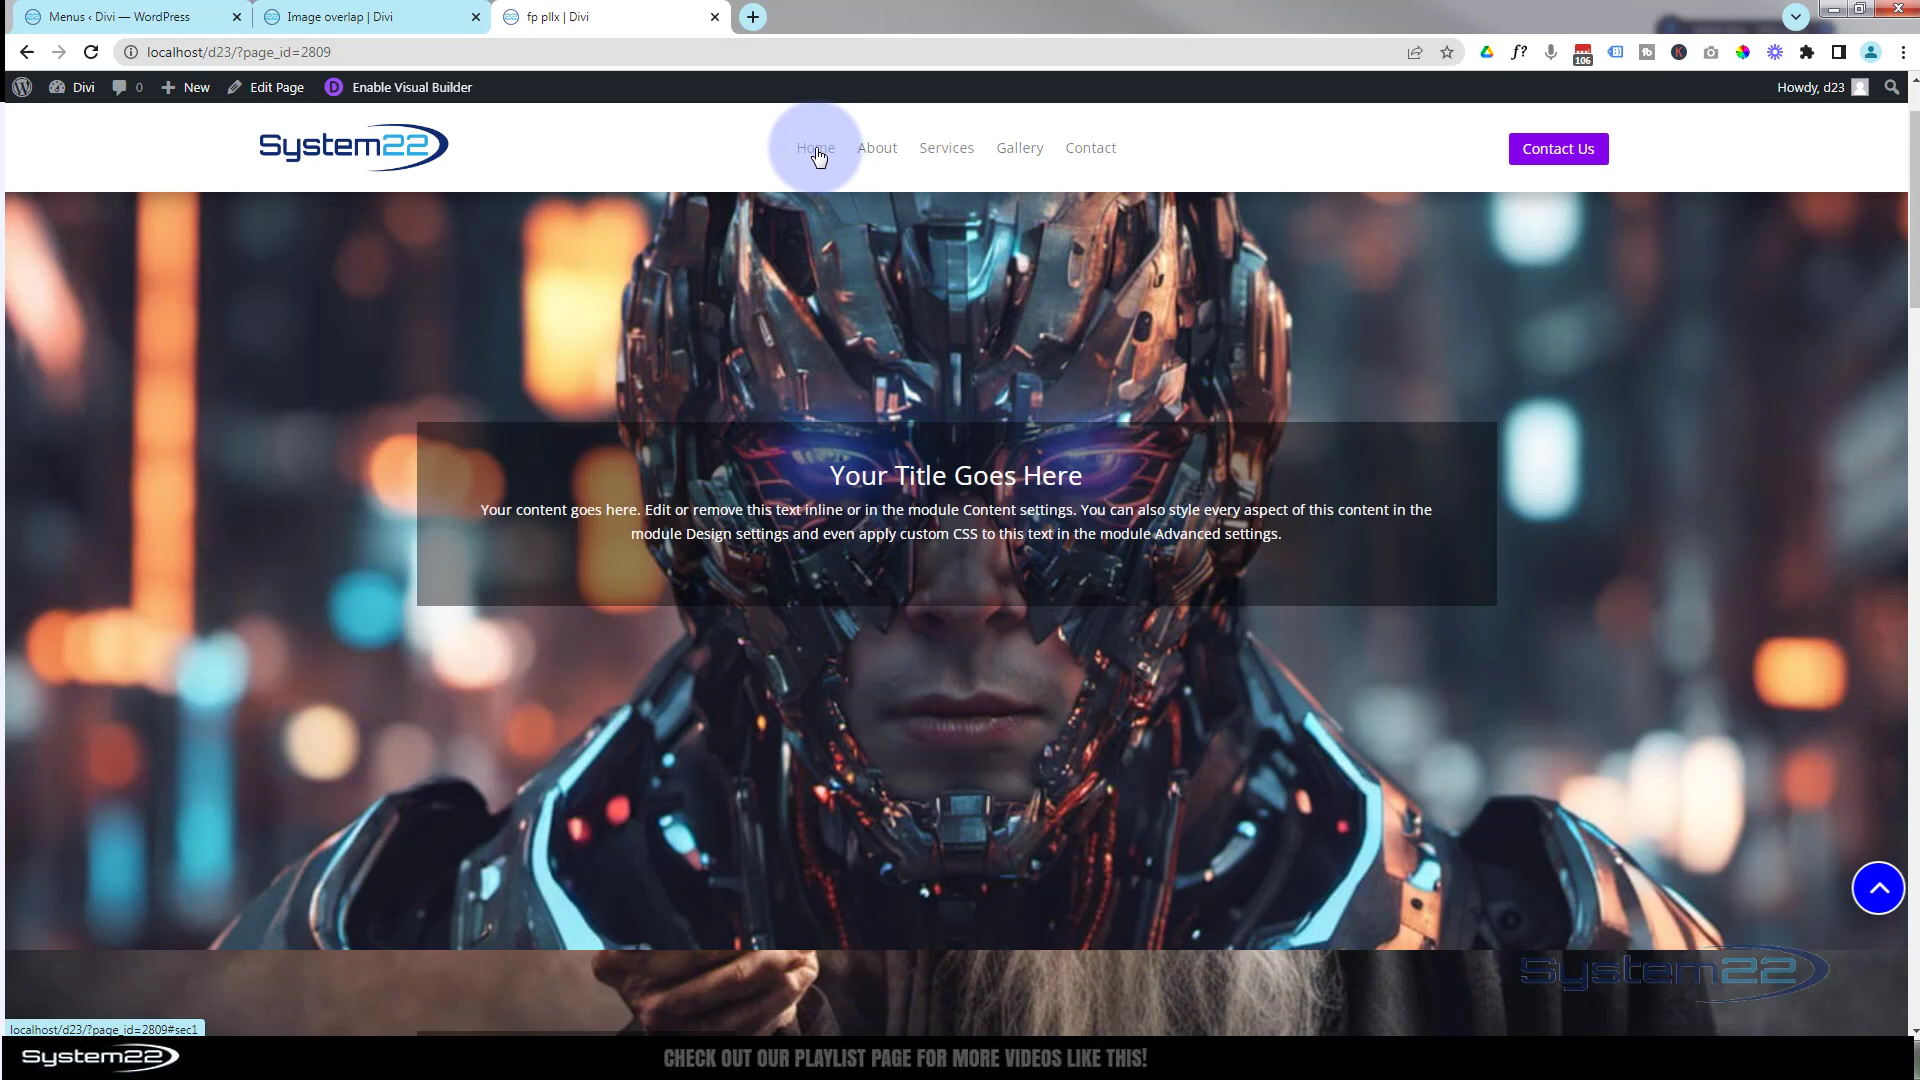 Menus ‹ Divi — WordPress
Image overlap | Divi
fp pllx | Divi
localhost/d23/?page_id=2809
f?
106
tb
K
Divi
0
New
Edit Page
D
Enable Visual Builder
Howdy, d23
System22
Home
About
Services
Gallery
Contact
Contact Us
Your Title Goes Here
Your content goes here. Edit or remove this text inline or in the module Content settings. You can also style every aspect of this content in the
module Design settings and even apply custom CSS to this text in the module Advanced settings.
System22
localhost/d23/?page_id=2809#sec1
System22
CHECK OUT OUR PLAYLIST PAGE FOR MORE VIDEOS LIKE THIS!